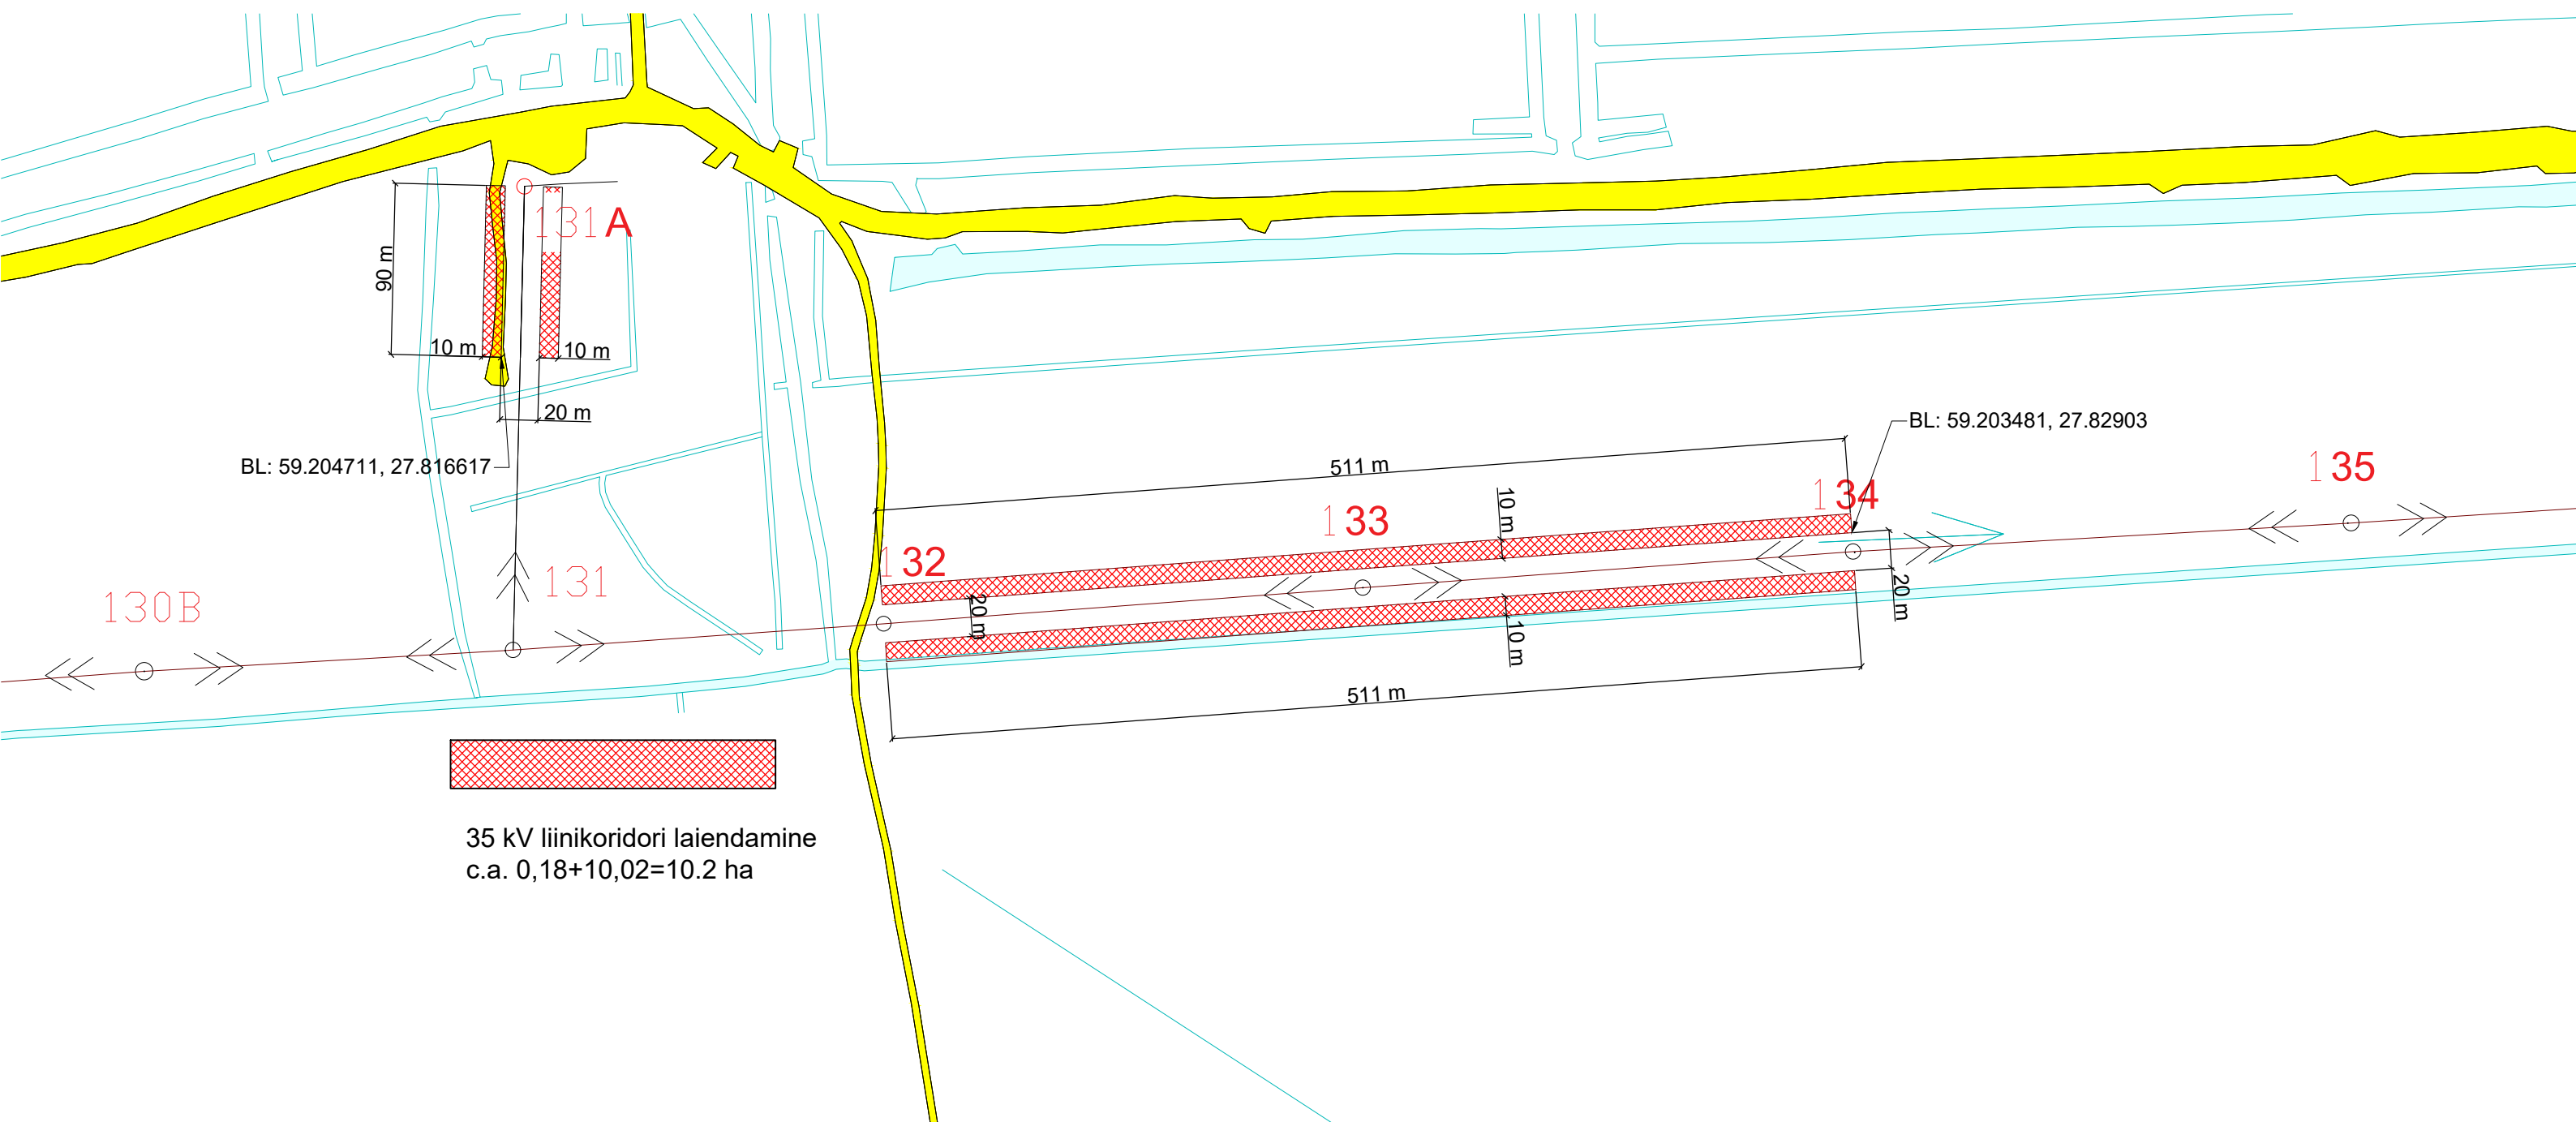 131A
90 m
10 m
10 m
20 m
BL: 59.204711, 27.816617
BL: 59.203481, 27.82903
511 m
135
134
10 m
133
132
131
130B
20 m
20 m
10 m
511 m
35 kV liinikoridori laiendamine
c.a. 0,18+10,02=10.2 ha